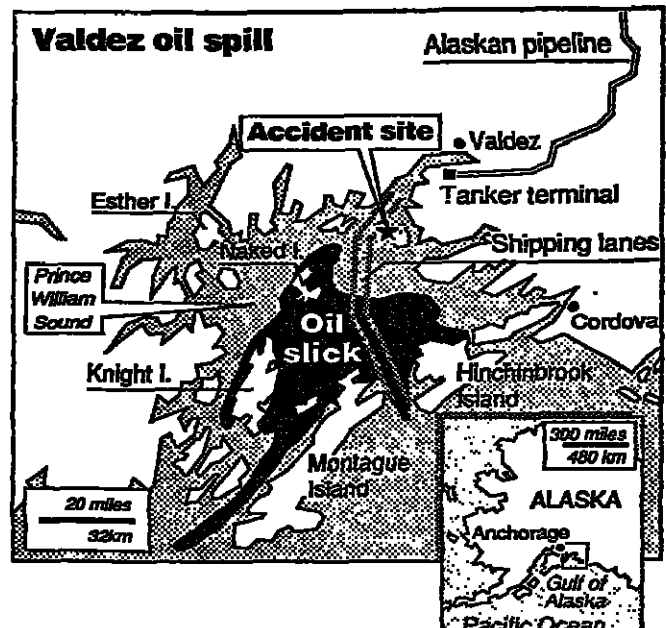 Valdez oil spill
Alaskan pipeline
Accident site
Valdez
Tanker terminal
Esther I.
Naked I.
Shipping lanes
Prince
William
Sound
Oil
slick
Cordova
Knight I.
Hinchinbrook
Island
Montague
Island
20 miles
32km
300 miles
480 km
ALASKA
Anchorage
Gulf of
Alaska
Pacific Ocean